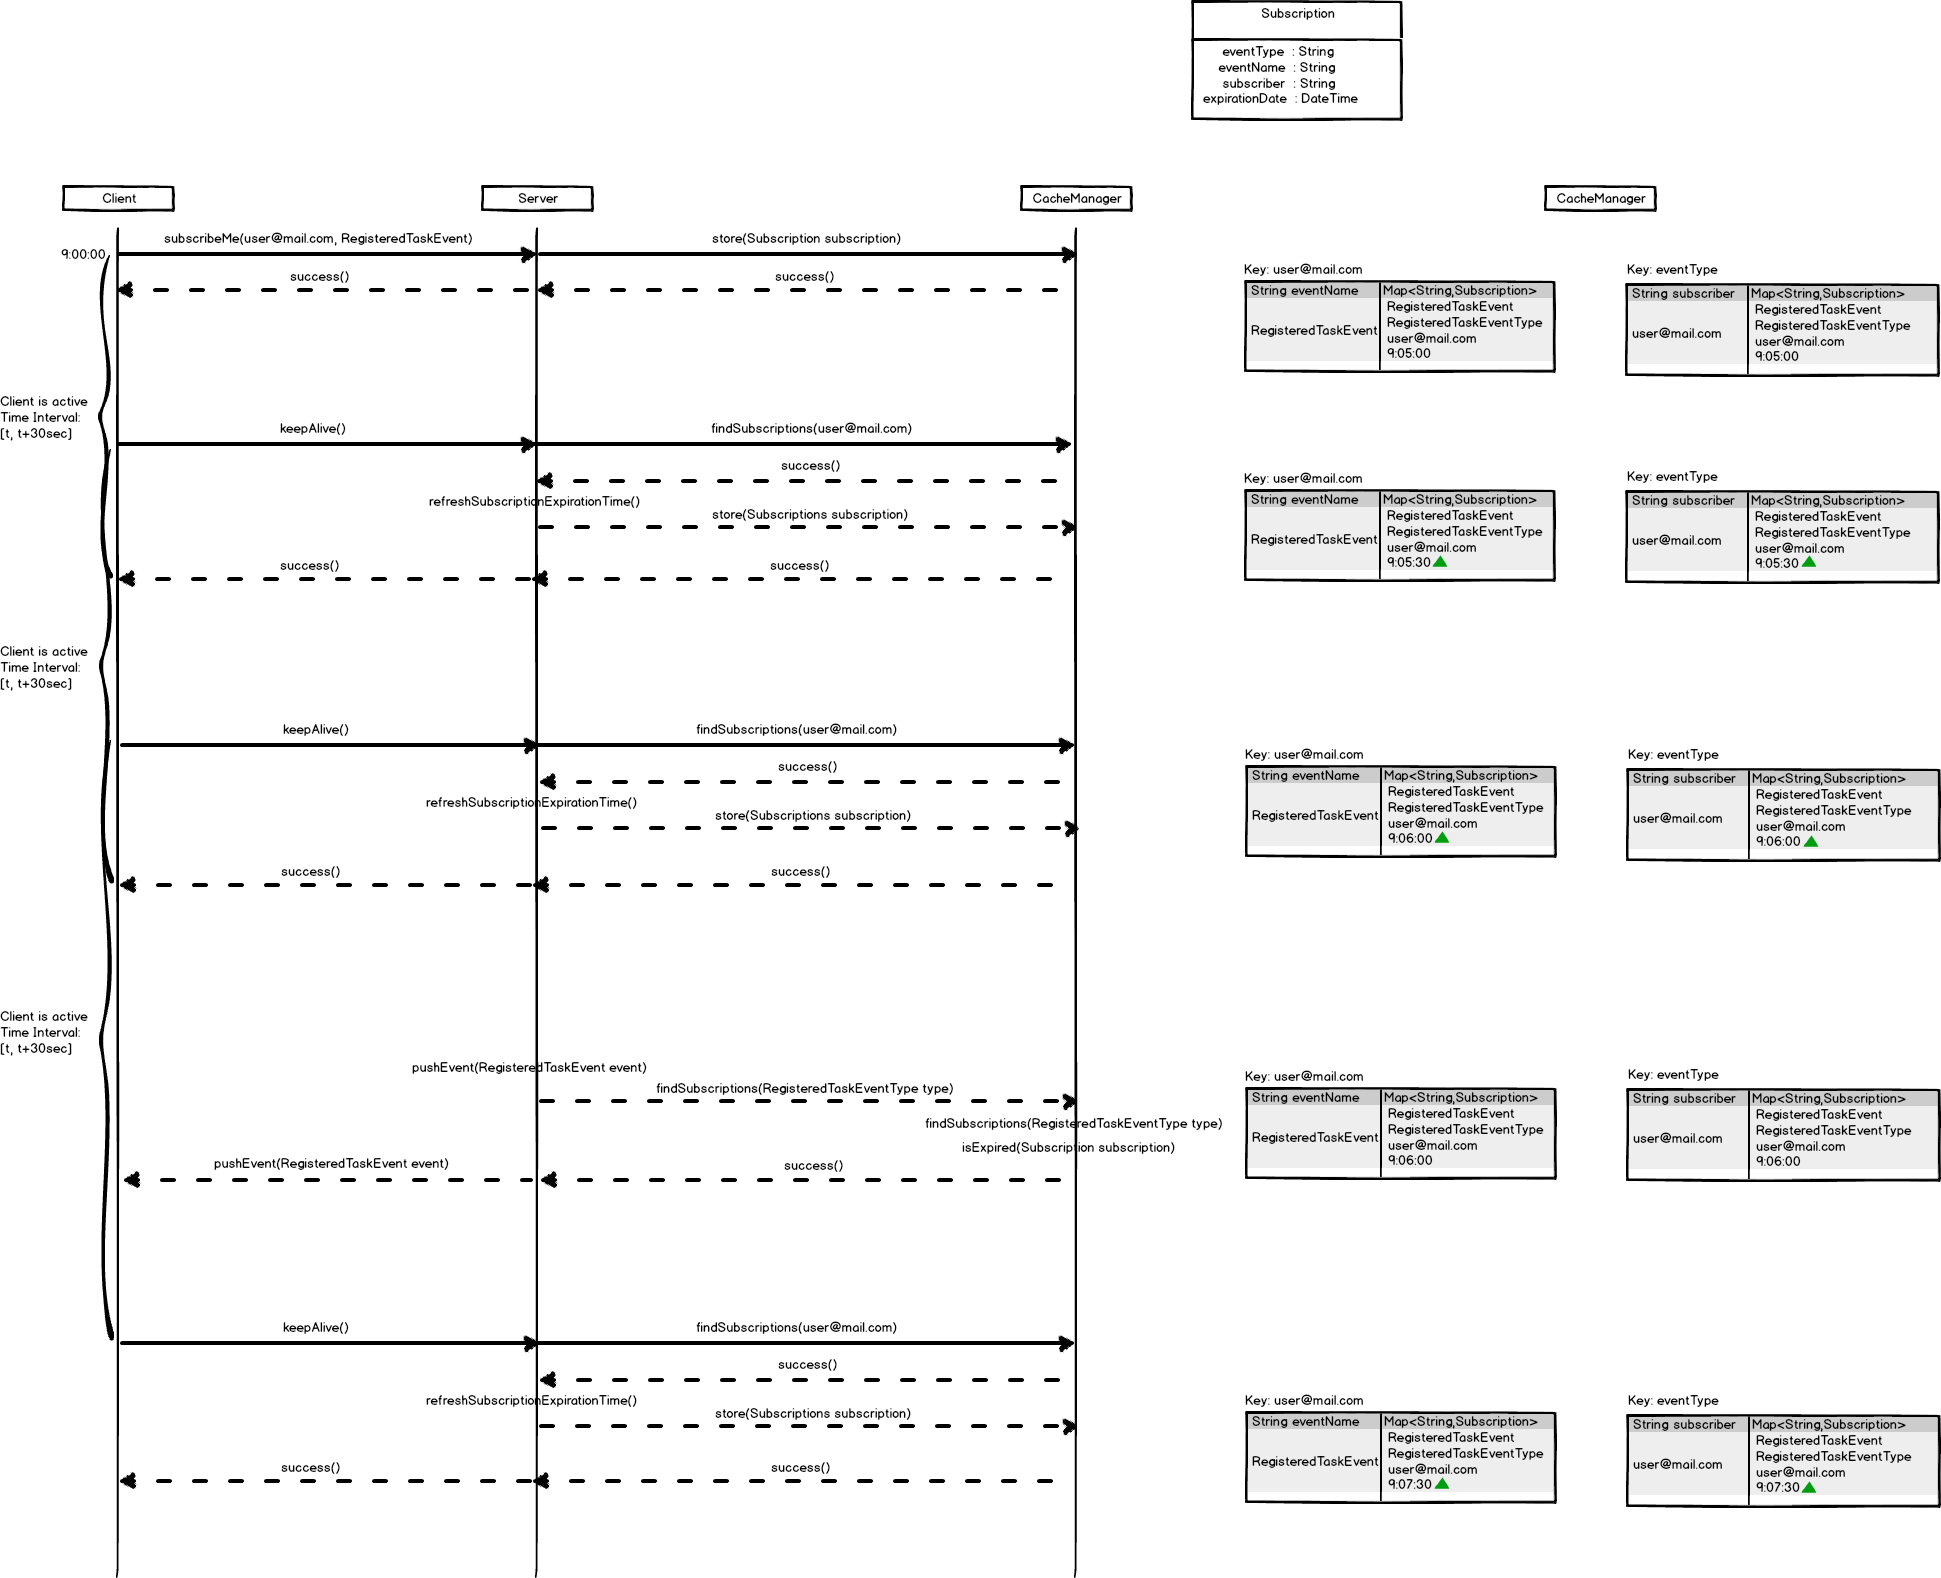 Subscription
eventType : String
eventName : String
subscriber : String
expirationDate : DateTime
Client
Server
CacheManager
CacheManager
subscribeMe(user@mail.com, RegisteredTaskEvent)
store(Subscription subscription)
9:00:00
success()
success()
Key: user@mail.com
String eventName
Map<String,Subscription>
RegisteredTaskEvent
RegisteredTaskEvent
RegisteredTaskEventType
user@mail.com
9:05:00
Key: eventType
String subscriber
Map<String,Subscription>
user@mail.com
RegisteredTaskEvent
RegisteredTaskEventType
user@mail.com
9:05:00
Client is active
Time Interval:
[t, t+30sec]
keepAlive()
findSubscriptions(user@mail.com)
success()
refreshSubscriptionExpirationTime()
store(Subscriptions subscription)
success()
success()
Key: user@mail.com
String eventName
Map<String,Subscription>
RegisteredTaskEvent
RegisteredTaskEvent
RegisteredTaskEventType
user@mail.com
9:05:30
Key: eventType
String subscriber
Map<String,Subscription>
user@mail.com
RegisteredTaskEvent
RegisteredTaskEventType
user@mail.com
9:05:30
Client is active
Time Interval:
[t, t+30sec]
keepAlive()
findSubscriptions(user@mail.com)
success()
refreshSubscriptionExpirationTime()
store(Subscriptions subscription)
success()
success()
Key: user@mail.com
String eventName
Map<String,Subscription>
RegisteredTaskEvent
RegisteredTaskEvent
RegisteredTaskEventType
user@mail.com
9:06:00
Key: eventType
String subscriber
Map<String,Subscription>
user@mail.com
RegisteredTaskEvent
RegisteredTaskEventType
user@mail.com
9:06:00
Client is active
Time Interval:
[t, t+30sec]
pushEvent(RegisteredTaskEvent event)
findSubscriptions(RegisteredTaskEventType type)
findSubscriptions(RegisteredTaskEventType type)
isExpired(Subscription subscription)
pushEvent(RegisteredTaskEvent event)
success()
Key: user@mail.com
String eventName
Map<String,Subscription>
RegisteredTaskEvent
RegisteredTaskEvent
RegisteredTaskEventType
user@mail.com
9:06:00
Key: eventType
String subscriber
Map<String,Subscription>
user@mail.com
RegisteredTaskEvent
RegisteredTaskEventType
user@mail.com
9:06:00
keepAlive()
findSubscriptions(user@mail.com)
success()
refreshSubscriptionExpirationTime()
store(Subscriptions subscription)
success()
success()
Key: user@mail.com
String eventName
Map<String,Subscription>
RegisteredTaskEvent
RegisteredTaskEvent
RegisteredTaskEventType
user@mail.com
9:07:30
Key: eventType
String subscriber
Map<String,Subscription>
user@mail.com
RegisteredTaskEvent
RegisteredTaskEventType
user@mail.com
9:07:30